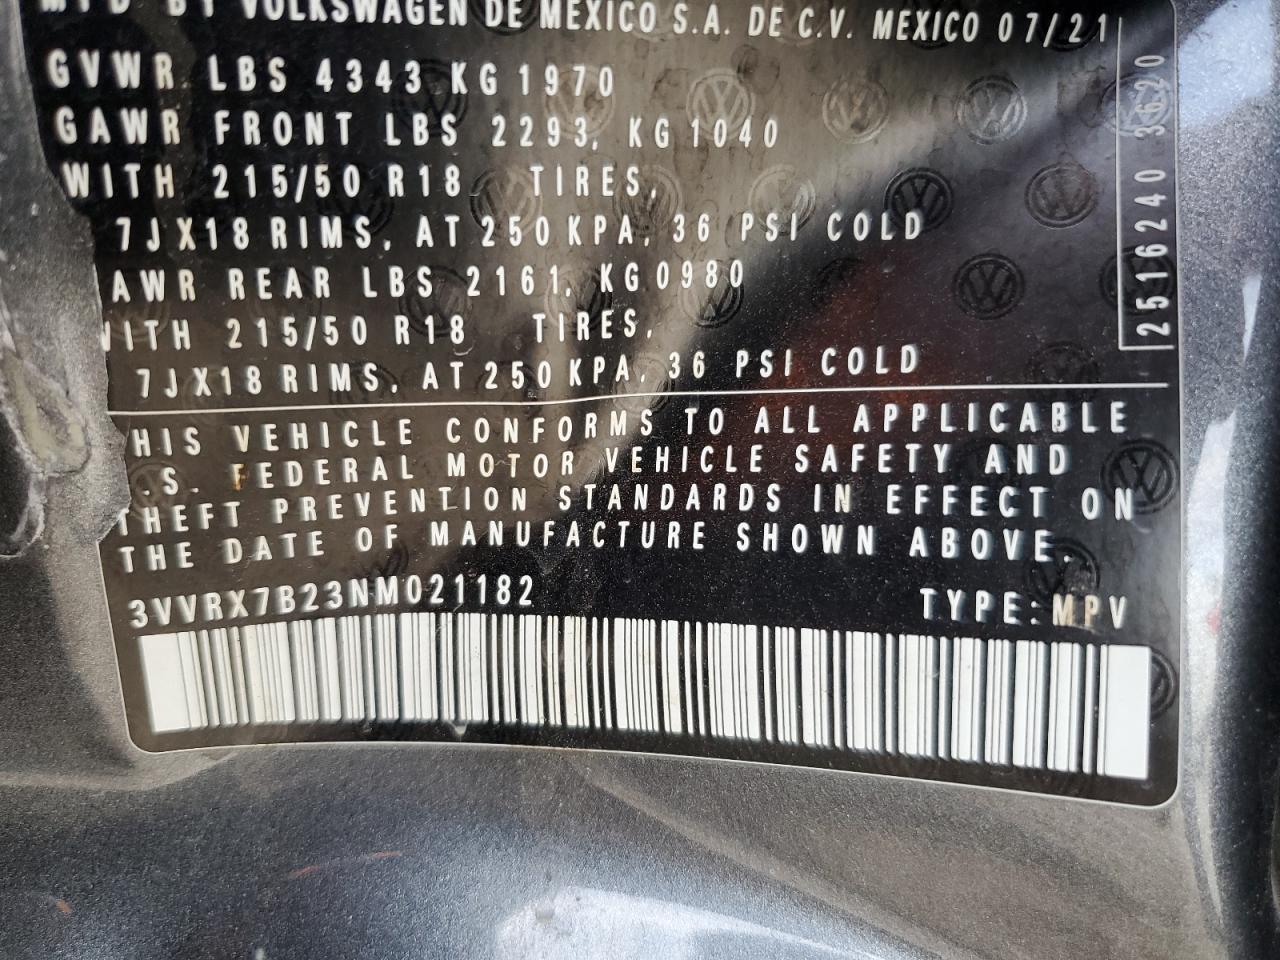 MFD BY VOLKSWAGEN DE MEXICO S.A. DE C.V. MEXICO 07/21
GVWR LBS 4343 KG 1970
GAWR FRONT LBS 2293, KG 1040
WITH 215/50 R18 TIRES,
7JX18 RIMS, AT 250 KPA, 36 PSI COLD
AWR REAR LBS 2161, KG 0980
WITH 215/50 R18 TIRES,
7JX18 RIMS, AT 250 KPA, 36 PSI COLD
HIS VEHICLE CONFORMS TO ALL APPLICABLE
.S. FEDERAL MOTOR VEHICLE SAFETY AND
THEFT PREVENTION STANDARDS IN EFFECT ON
THE DATE OF MANUFACTURE SHOWN ABOVE.
3VVRX7B23NM021182 TYPE: MPV
2516240 3620